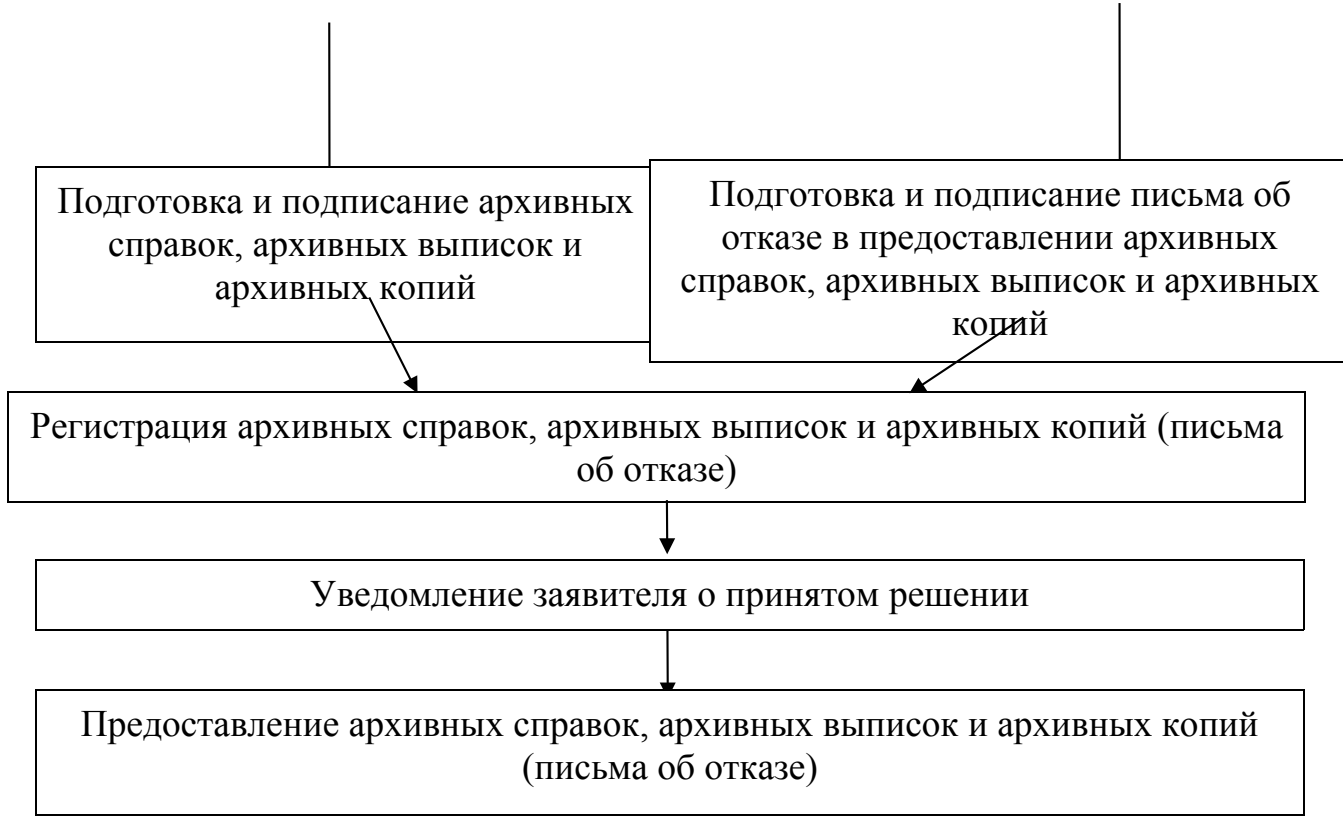 Подготовка и подписание архивных
справок, архивных выписок и
архивных копий
Подготовка и подписание письма об
отказе в предоставлении архивных
справок, архивных выписок и архивных
копий
Регистрация архивных справок, архивных выписок и архивных копий (письма
об отказе)
Уведомление заявителя о принятом решении
Предоставление архивных справок, архивных выписок и архивных копий
(письма об отказе)